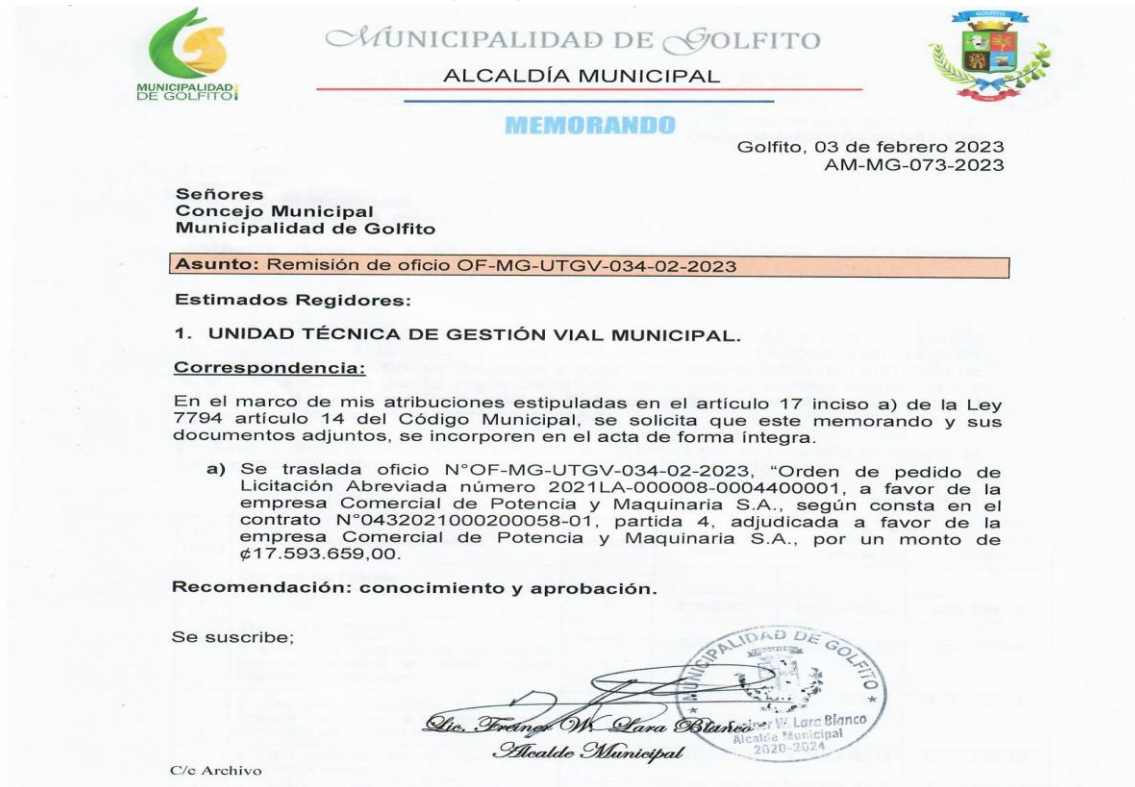 MUNICIPALIDAD DE GOLFITO
GOLFITO
ALCALDÍA MUNICIPAL
MUNICIPALIDAD
DE GOLFITO
MEMORANDO
Golfito, 03 de febrero 2023
AM-MG-073-2023
Señores
Concejo Municipal
Municipalidad de Golfito
Asunto: Remisión de oficio OF-MG-UTGV-034-02-2023
Estimados Regidores:
1. UNIDAD TÉCNICA DE GESTIÓN VIAL MUNICIPAL.
Correspondencia:
En el marco de mis atribuciones estipuladas en el artículo 17 inciso a) de la Ley
7794 artículo 14 del Código Municipal, se solicita que este memorando y sus
documentos adjuntos, se incorporen en el acta de forma íntegra.
a) Se traslada oficio N°OF-MG-UTGV-034-02-2023, “Orden de pedido de
Licitación Abreviada número 2021LA-000008-0004400001, a favor de la
empresa Comercial de Potencia y Maquinaria S.A., según consta en el
contrato N°0432021000200058-01, partida 4, adjudicada a favor de la
empresa Comercial de Potencia y Maquinaria S.A., por un monto de
¢17.593.659,00.
Recomendación: conocimiento y aprobación.
Se suscribe;
MUNICIPALIDAD DE GOLFITO
Lic. Freiner W. Lara Blanco
Alcalde Municipal
Freiner W. Lara Blanco
Alcalde Municipal
2020-2024
C/c Archivo